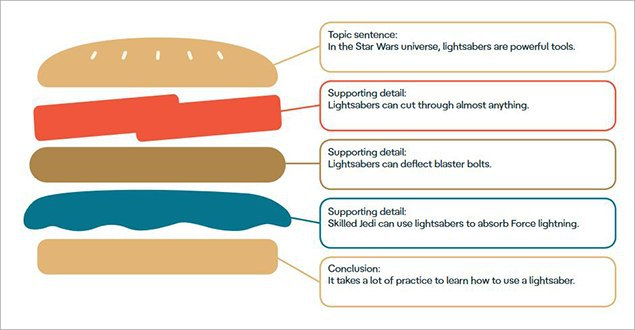 Topic sentence:
In the Star Wars universe, lightsabers are powerful tools.
Supporting detail:
Lightsabers can cut through almost anything.
Supporting detail:
Lightsabers can deflect blaster bolts.
Supporting detail:
Skilled Jedi can use lightsabers to absorb Force lightning.
Conclusion:
It takes a lot of practice to learn how to use a lightsaber.